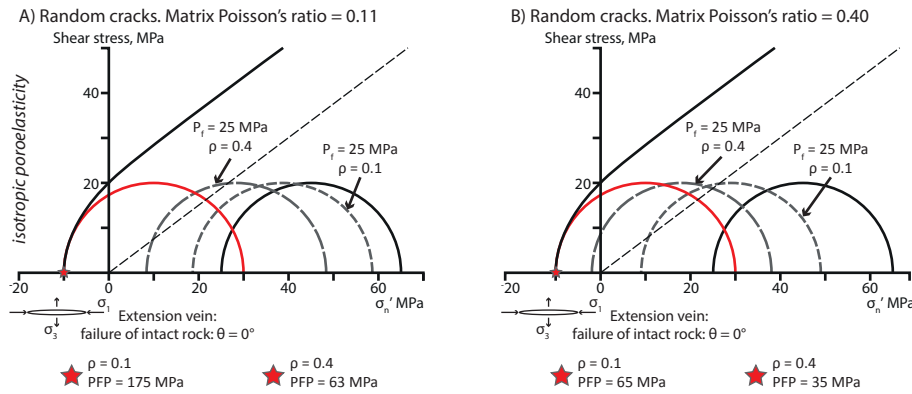 A) Random cracks. Matrix Poisson's ratio = 0.11
Shear stress, MPa
isotropic poroelasticity
40
20
P_f = 25 MPa
ρ = 0.4
P_f = 25 MPa
ρ = 0.1
-20
0
20
40
60
σ_n' MPa
σ_1
σ_3
Extension vein:
failure of intact rock: θ = 0°
ρ = 0.1
PFP = 175 MPa
ρ = 0.4
PFP = 63 MPa
B) Random cracks. Matrix Poisson's ratio = 0.40
Shear stress, MPa
40
20
P_f = 25 MPa
ρ = 0.4
P_f = 25 MPa
ρ = 0.1
-20
0
20
40
60
σ_n' MPa
σ_1
σ_3
Extension vein:
failure of intact rock: θ = 0°
ρ = 0.1
PFP = 65 MPa
ρ = 0.4
PFP = 35 MPa